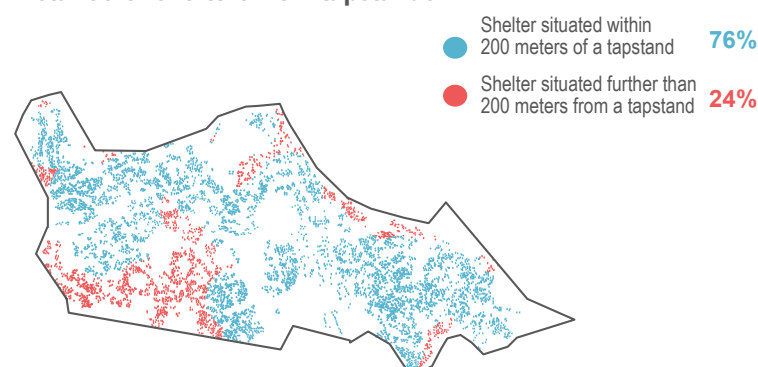 Shelter situated within
200 meters of a tapstand 76%
Shelter situated further than
200 meters from a tapstand 24%